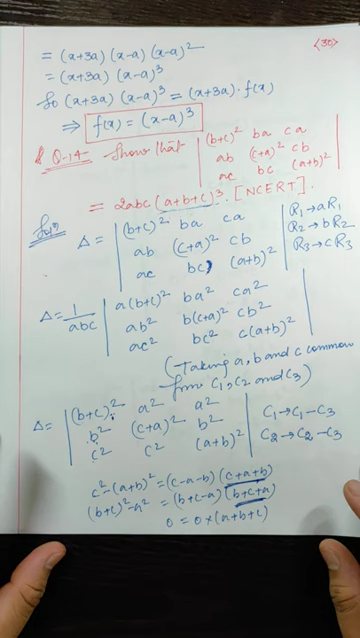 <30>
= (x+3a) (x-a) (x-a)²
= (x+3a) (x-a)³
So (x+3a) (x-a)³ = (x+3a) · f(x)
⇒ f(x) = (x-a)³
Q-14 Show that | (b+c)² ba ca |
| ab (c+a)² cb |
| ac bc (a+b)² |
= 2abc (a+b+c)³. [NCERT].
Solⁿ Δ = | (b+c)² ba ca | R₁→aR₁
| ab (c+a)² cb | R₂→bR₂
| ac bc (a+b)² | R₃→cR₃
Δ = 1/abc | a(b+c)² ba² ca² |
| ab² b(c+a)² cb² |
| ac² bc² c(a+b)² |
(Taking a, b and c common
from C₁, C₂ and C₃)
Δ = | (b+c)² a² a² | C₁→C₁-C₃
| b² (c+a)² b² | C₂→C₂-C₃
| c² c² (a+b)² |
c²-(a+b)² = (c-a-b) (c+a+b)
(b+c)²-a² = (b+c-a) (b+c+a)
0 = 0×(a+b+c)